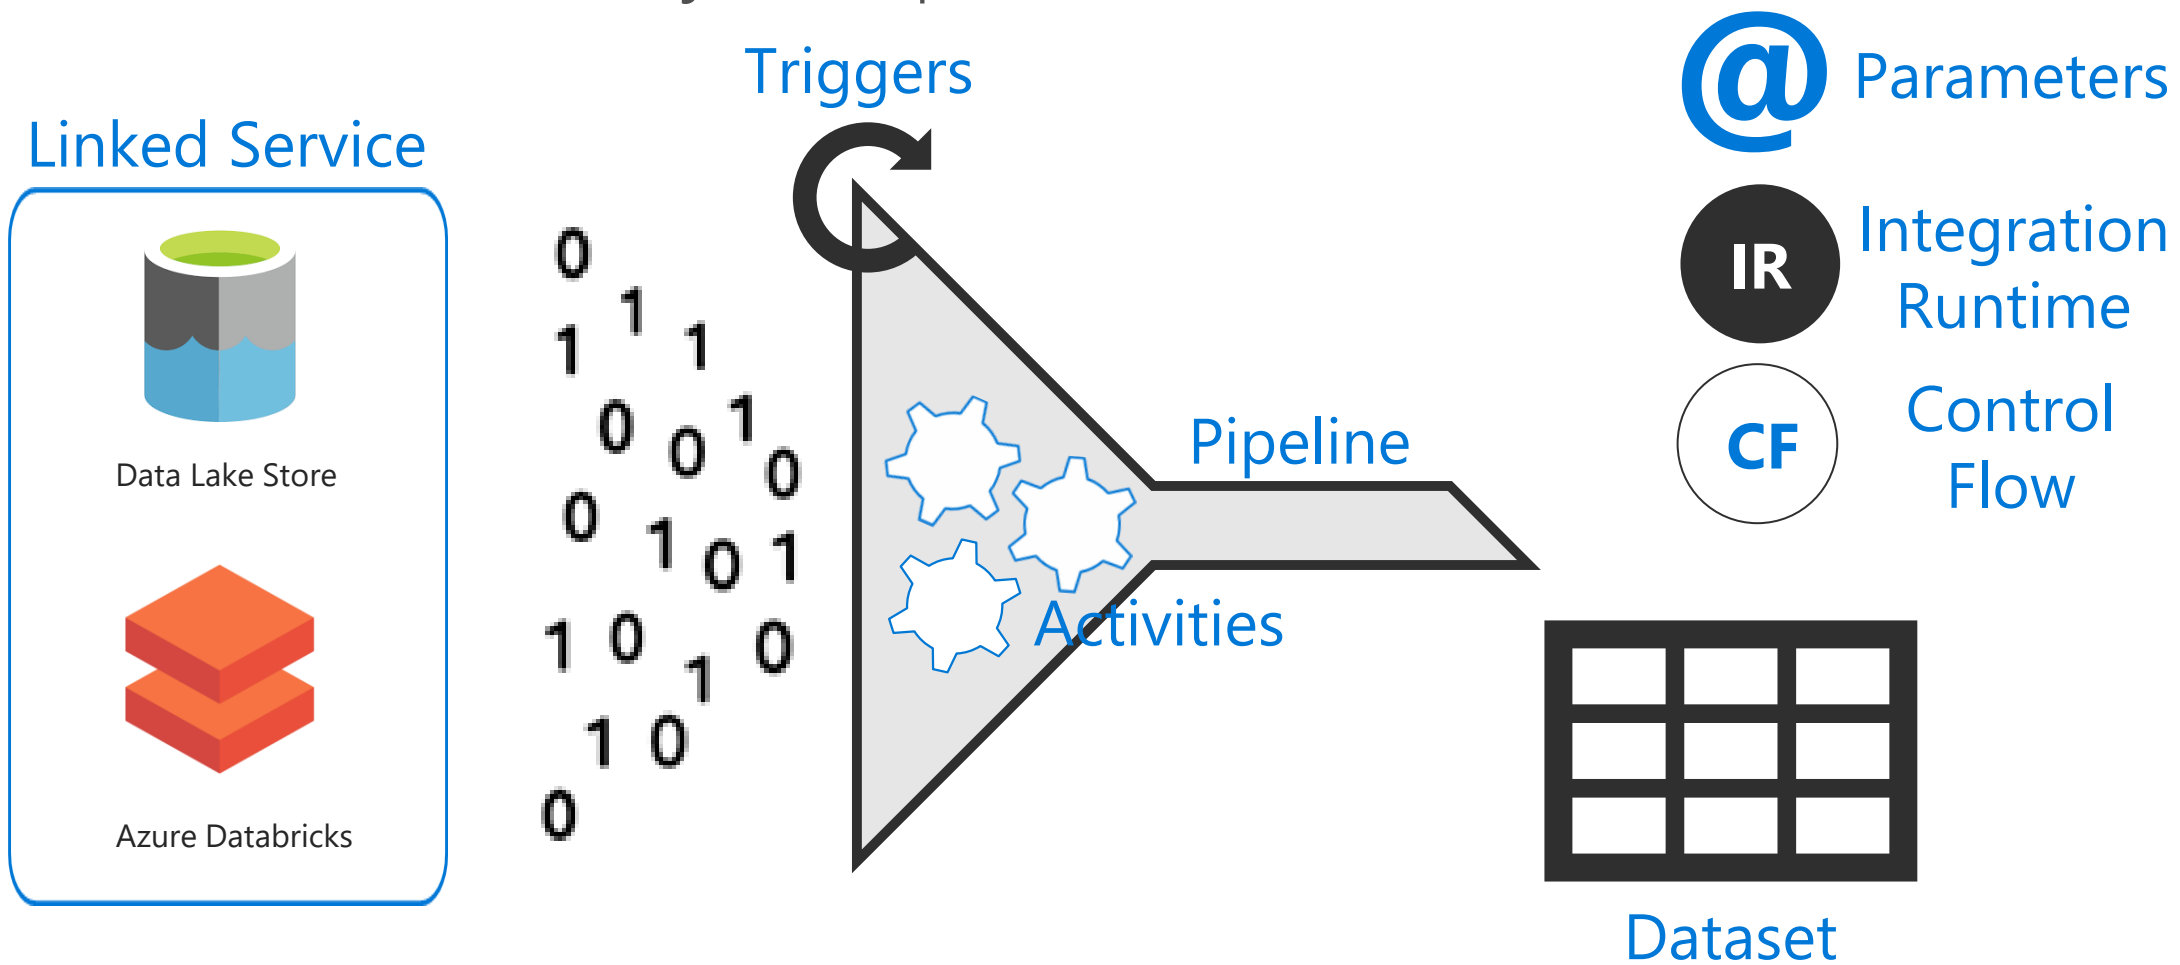 Triggers
@ Parameters
Linked Service
IR
Integration
Runtime
0
1
1
1
Data Lake Store
0
0
1
0
Pipeline
CF
Control
Flow
0
1
0
1
Activities
1
0
1
0
1
0
0
Azure Databricks
Dataset